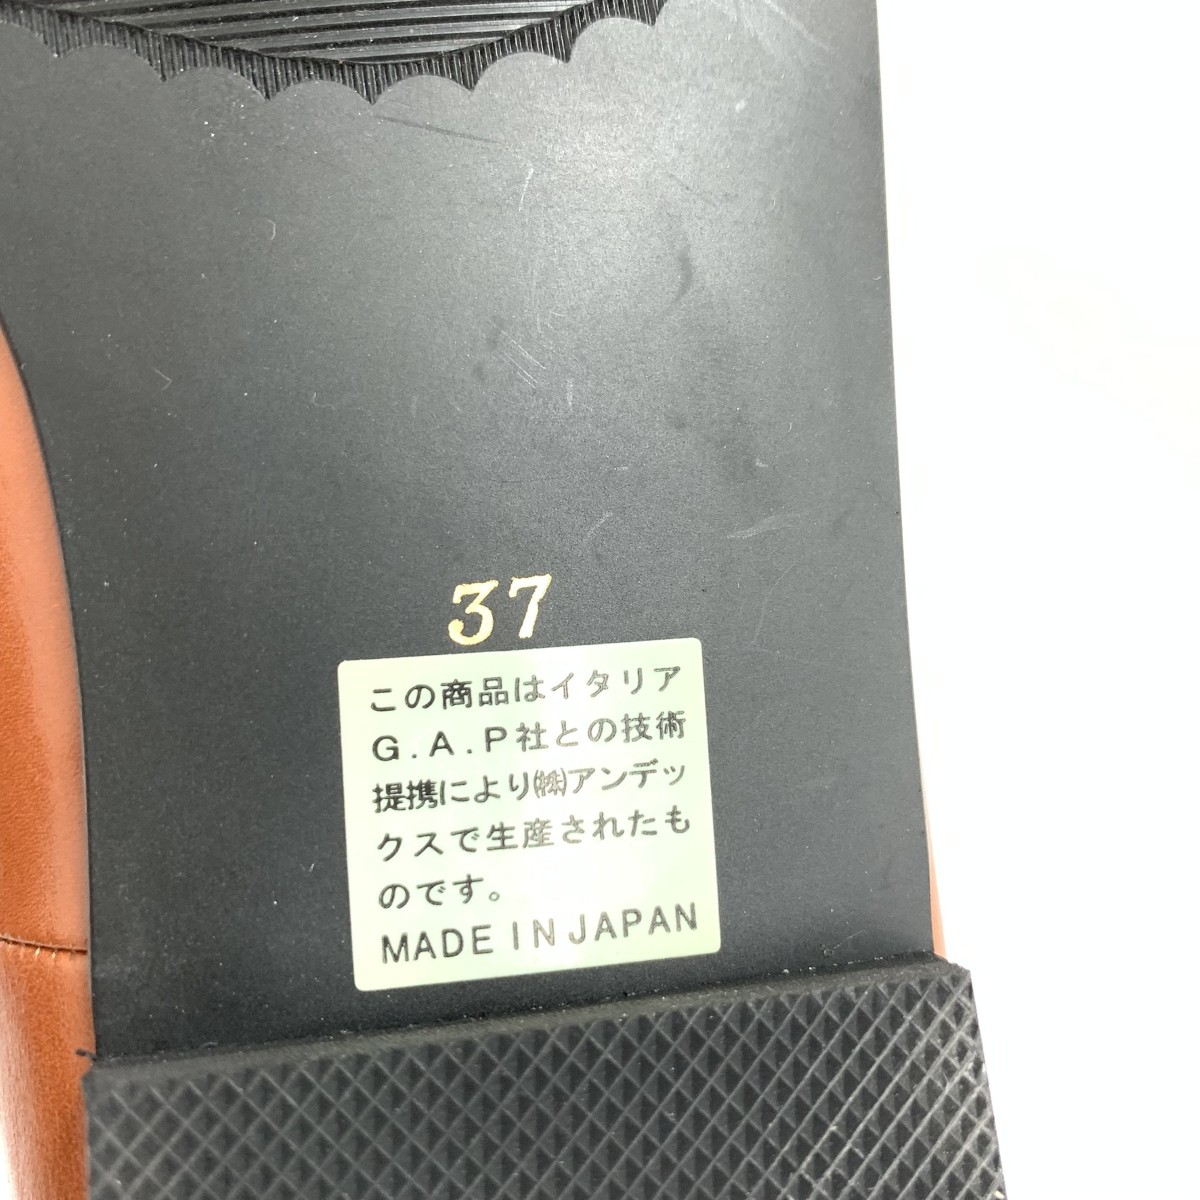 37
この商品はイタリア
G.A.P社との技術
提携により㈱アンデッ
クスで生産されたも
のです。
MADE IN JAPAN